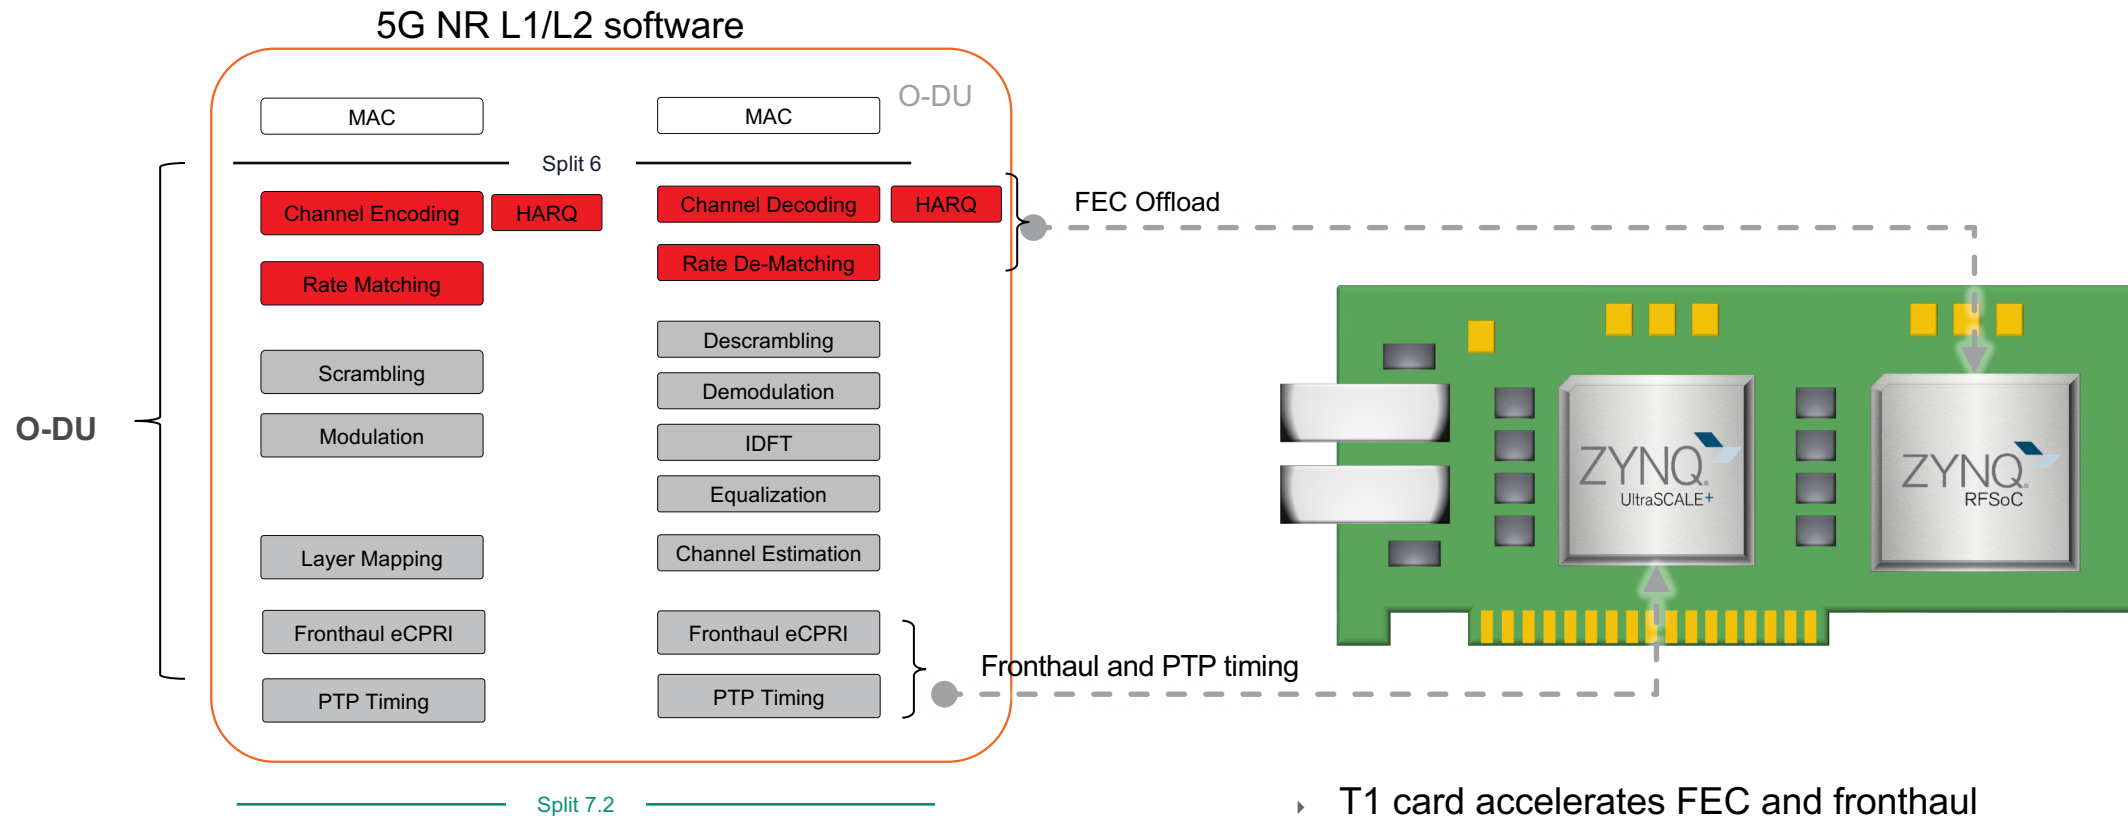 5G NR L1/L2 software
O-DU
MAC
MAC
Split 6
Channel Encoding
HARQ
Channel Decoding
HARQ
FEC Offload
Rate Matching
Rate De-Matching
Scrambling
Descrambling
Demodulation
O-DU
Modulation
IDFT
Equalization
Layer Mapping
Channel Estimation
Fronthaul eCPRI
Fronthaul eCPRI
Fronthaul and PTP timing
PTP Timing
PTP Timing
Split 7.2
ZYNQ
UltraSCALE+
ZYNQ
RFSoC
T1 card accelerates FEC and fronthaul